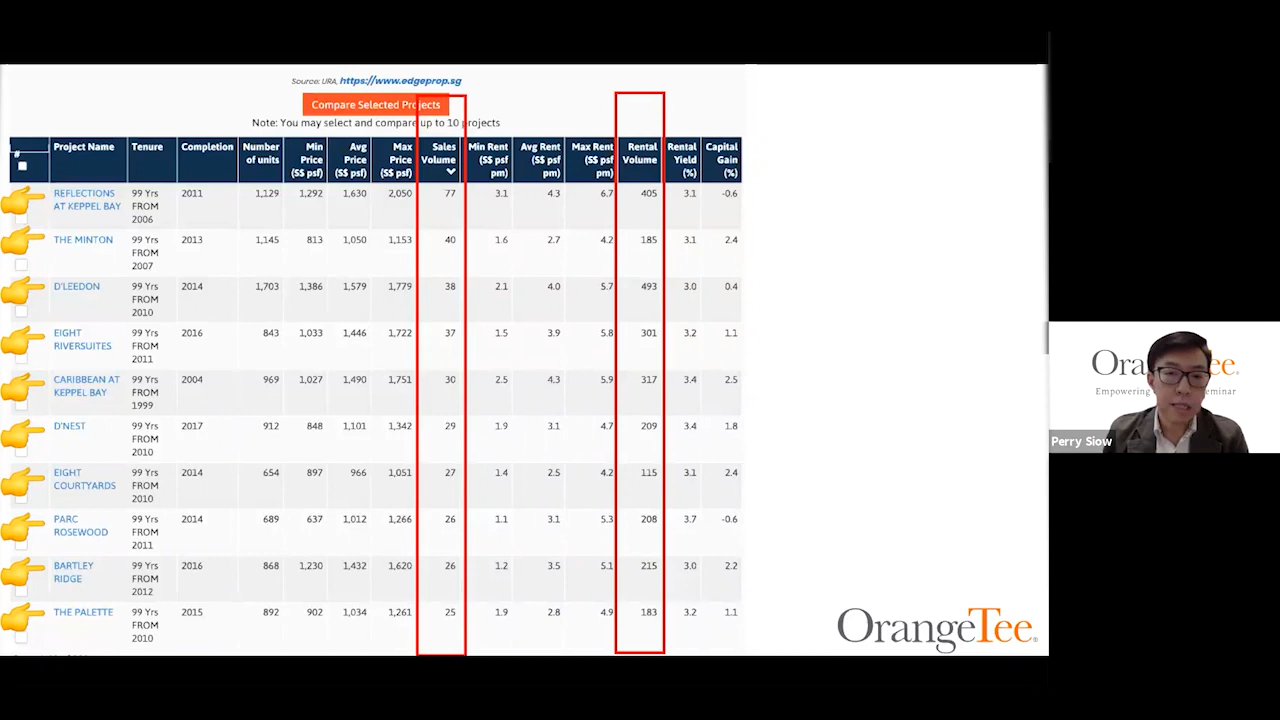 Source: URA, https://www.edgeprop.sg
Compare Selected Projects
Note: You may select and compare up to 10 projects
# Project Name Tenure Completion Number of units Min Price (S$ psf) Avg Price (S$ psf) Max Price (S$ psf) Sales Volume Min Rent (S$ psf pm) Avg Rent (S$ psf pm) Max Rent (S$ psf pm) Rental Volume Rental Yield (%) Capital Gain (%)
REFLECTIONS AT KEPPEL BAY 99 Yrs FROM 2006 2011 1,129 1,292 1,630 2,050 77 3.1 4.3 6.7 405 3.1 -0.6
THE MINTON 99 Yrs FROM 2007 2013 1,145 813 1,050 1,153 40 1.6 2.7 4.2 185 3.1 2.4
D'LEEDON 99 Yrs FROM 2010 2014 1,703 1,386 1,579 1,779 38 2.1 4.0 5.7 493 3.0 0.4
EIGHT RIVERSUITES 99 Yrs FROM 2011 2016 843 1,033 1,446 1,722 37 1.5 3.9 5.8 301 3.2 1.1
CARIBBEAN AT KEPPEL BAY 99 Yrs FROM 1999 2004 969 1,027 1,490 1,751 30 2.5 4.3 5.9 317 3.4 2.5
D'NEST 99 Yrs FROM 2010 2017 912 848 1,101 1,342 29 1.9 3.1 4.7 209 3.4 1.8
EIGHT COURTYARDS 99 Yrs FROM 2010 2014 654 897 966 1,051 27 1.4 2.5 4.2 115 3.1 2.4
PARC ROSEWOOD 99 Yrs FROM 2011 2014 689 637 1,012 1,266 26 1.1 3.1 5.3 208 3.7 -0.6
BARTLEY RIDGE 99 Yrs FROM 2012 2016 868 1,230 1,432 1,620 26 1.2 3.5 5.1 215 3.0 2.2
THE PALETTE 99 Yrs FROM 2010 2015 892 902 1,034 1,261 25 1.9 2.8 4.9 183 3.2 1.1
OrangeTee
Perry Siow